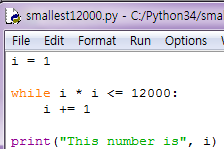 smallest12000.py - C:/Python34/sma
File Edit Format Run Options
i = 1
while i * i <= 12000:
    i += 1
print("This number is", i)